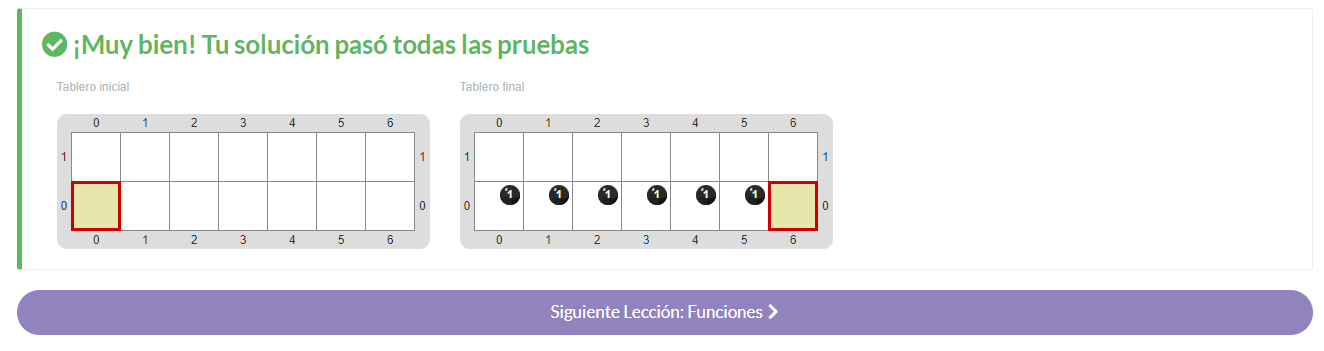 ¡Muy bien! Tu solución pasó todas las pruebas
Tablero inicial
0 1 2 3 4 5 6
1 1
0 0
0 1 2 3 4 5 6
Tablero final
0 1 2 3 4 5 6
1 1
0 1 1 1 1 1 1 0
0 1 2 3 4 5 6
Siguiente Lección: Funciones